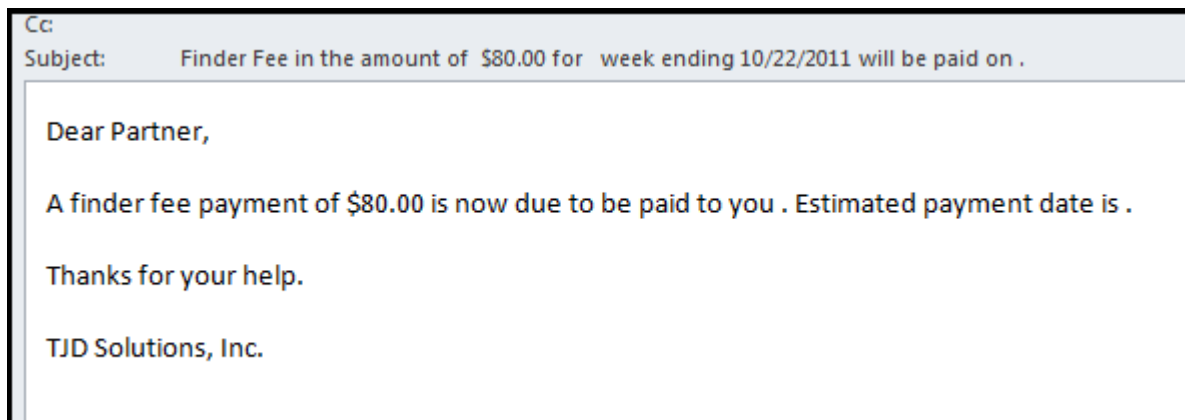 Cc:
Subject: Finder Fee in the amount of $80.00 for week ending 10/22/2011 will be paid on .
Dear Partner,
A finder fee payment of $80.00 is now due to be paid to you . Estimated payment date is .
Thanks for your help.
TJD Solutions, Inc.